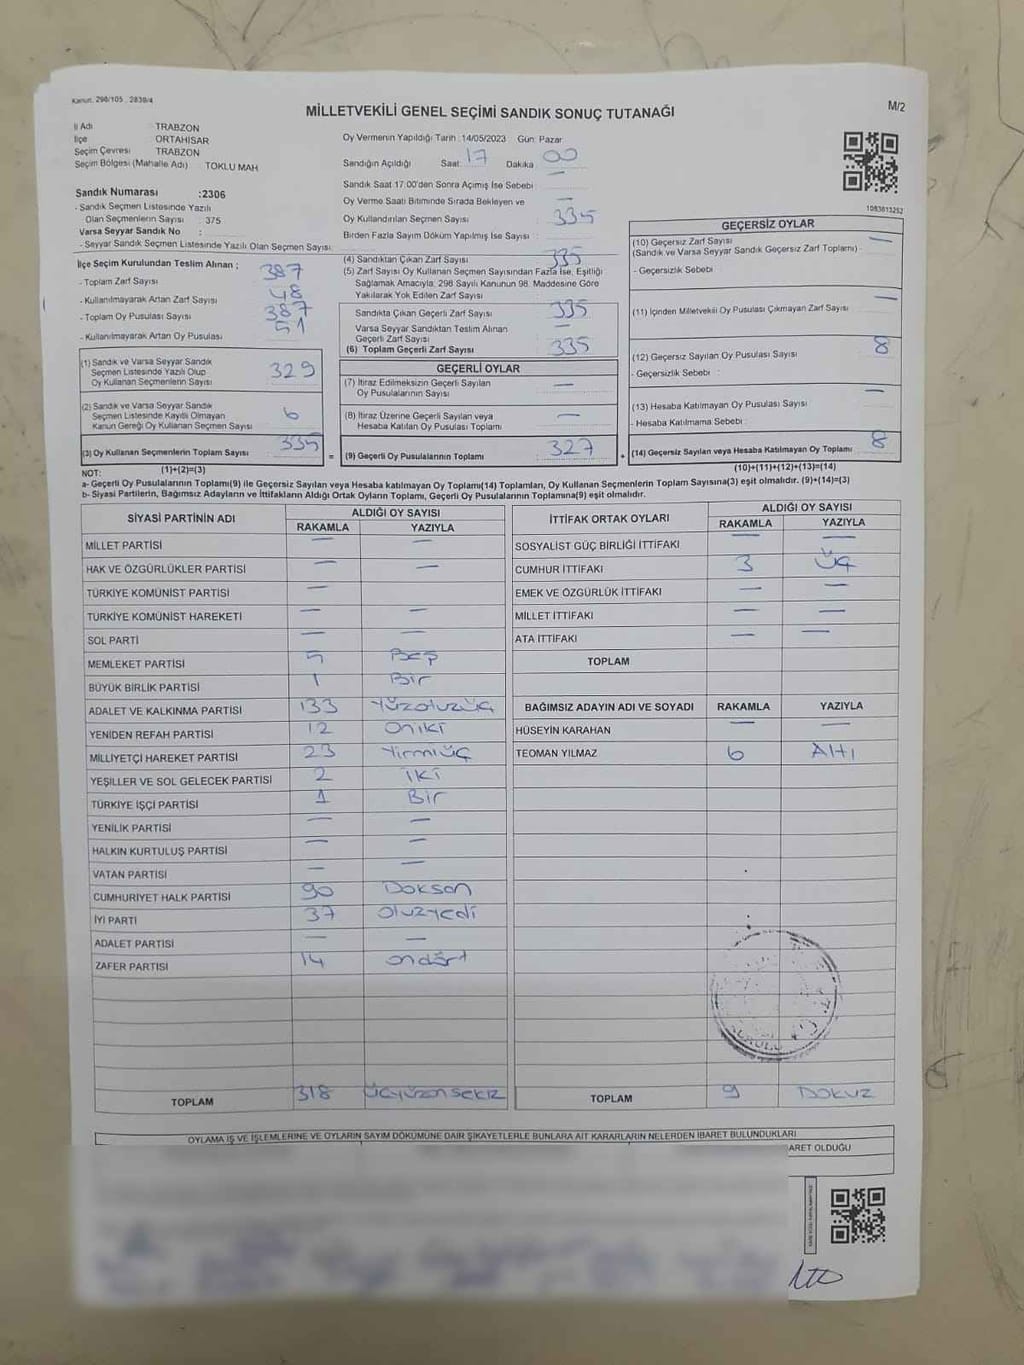 Kanun: 298/105 , 2839/4
MİLLETVEKİLİ GENEL SEÇİMİ SANDIK SONUÇ TUTANAĞI
M/2
İl Adı TRABZON
İlçe ORTAHİSAR
Seçim Çevresi TRABZON
Seçim Bölgesi (Mahalle Adı) TOKLU MAH
Sandık Numarası :2306
- Sandık Seçmen Listesinde Yazılı
Olan Seçmenlerin Sayısı : 375
Varsa Seyyar Sandık No :
- Seyyar Sandık Seçmen Listesinde Yazılı Olan Seçmen Sayısı:
Oy Vermenin Yapıldığı Tarih :14/05/2023 Gün: Pazar
Sandığın Açıldığı Saat: 17 Dakika 00
Sandık Saat 17.00'den Sonra Açımış İse Sebebi : —
Oy Verme Saati Bitiminde Sırada Bekleyen ve : —
Oy Kullandırılan Seçmen Sayısı 335
Birden Fazla Sayım Döküm Yapılmış İse Sayısı :
1083613252
İlçe Seçim Kurulundan Teslim Alınan ;
- Toplam Zarf Sayısı 387
- Kullanılmayarak Artan Zarf Sayısı 48
- Toplam Oy Pusulası Sayısı 387
- Kullanılmayarak Artan Oy Pusulası 51
(4) Sandıktan Çıkan Zarf Sayısı 335
(5) Zarf Sayısı Oy Kullanan Seçmen Sayısından Fazla İse, Eşitliği
Sağlamak Amacıyla, 298 Sayılı Kanunun 98. Maddesine Göre
Yakılarak Yok Edilen Zarf Sayısı
Sandıkta Çıkan Geçerli Zarf Sayısı 335
Varsa Seyyar Sandıktan Teslim Alınan
Geçerli Zarf Sayısı —
(6) Toplam Geçerli Zarf Sayısı 335
(1) Sandık ve Varsa Seyyar Sandık
Seçmen Listesinde Yazılı Olup
Oy Kullanan Seçmenlerin Sayısı 329
(2) Sandık ve Varsa Seyyar Sandık
Seçmen Listesinde Kayıtlı Olmayan
Kanun Gereği Oy Kullanan Seçmen Sayısı 6
(3) Oy Kullanan Seçmenlerin Toplam Sayısı 335
GEÇERLİ OYLAR
(7) İtiraz Edilmeksizin Geçerli Sayılan
Oy Pusulalarının Sayısı —
(8) İtiraz Üzerine Geçerli Sayılan veya
Hesaba Katılan Oy Pusulası Toplamı —
= (9) Geçerli Oy Pusulalarının Toplamı 327
GEÇERSİZ OYLAR
(10) Geçersiz Zarf Sayısı —
(Sandık ve Varsa Seyyar Sandık Geçersiz Zarf Toplamı)
- Geçersizlik Sebebi
(11) İçinden Milletvekili Oy Pusulası Çıkmayan Zarf Sayısı —
(12) Geçersiz Sayılan Oy Pusulası Sayısı 8
- Geçersizlik Sebebi :
(13) Hesaba Katılmayan Oy Pusulası Sayısı —
- Hesaba Katılmama Sebebi :
+ (14) Geçersiz Sayılan veya Hesaba Katılmayan Oy Toplamı 8
NOT: (1)+(2)=(3)
(10)+(11)+(12)+(13)=(14)
a- Geçerli Oy Pusulalarının Toplamı(9) ile Geçersiz Sayılan veya Hesaba katılmayan Oy Toplamı(14) Toplamları, Oy Kullanan Seçmenlerin Toplam Sayısına(3) eşit olmalıdır. (9)+(14)=(3)
b- Siyasi Partilerin, Bağımsız Adayların ve İttifakların Aldığı Ortak Oyların Toplamı, Geçerli Oy Pusulalarının Toplamına(9) eşit olmalıdır.
SİYASİ PARTİNİN ADI ALDIĞI OY SAYISI
RAKAMLA YAZIYLA
MİLLET PARTİSİ — —
HAK VE ÖZGÜRLÜKLER PARTİSİ — —
TÜRKİYE KOMÜNİST PARTİSİ —
TÜRKİYE KOMÜNİST HAREKETİ — —
SOL PARTİ — —
MEMLEKET PARTİSİ 5 Beş
BÜYÜK BİRLİK PARTİSİ 1 Bir
ADALET VE KALKINMA PARTİSİ 133 Yüzotuzüç
YENİDEN REFAH PARTİSİ 12 Oniki
MİLLİYETÇİ HAREKET PARTİSİ 23 Yirmiüç
YEŞİLLER VE SOL GELECEK PARTİSİ 2 İki
TÜRKİYE İŞÇİ PARTİSİ 1 Bir
YENİLİK PARTİSİ — —
HALKIN KURTULUŞ PARTİSİ — —
VATAN PARTİSİ — —
CUMHURİYET HALK PARTİSİ 90 Doksan
İYİ PARTİ 37 Otuzyedi
ADALET PARTİSİ — —
ZAFER PARTİSİ 14 Ondört
TOPLAM 318 Üçyüzonsekiz
İTTİFAK ORTAK OYLARI ALDIĞI OY SAYISI
RAKAMLA YAZIYLA
SOSYALİST GÜÇ BİRLİĞİ İTTİFAKI — —
CUMHUR İTTİFAKI 3 Üç
EMEK VE ÖZGÜRLÜK İTTİFAKI — —
MİLLET İTTİFAKI — —
ATA İTTİFAKI — —
TOPLAM
BAĞIMSIZ ADAYIN ADI VE SOYADI RAKAMLA YAZIYLA
HÜSEYİN KARAHAN — —
TEOMAN YILMAZ 6 Altı
KURULU
TOPLAM 9 DOKUZ
OYLAMA İŞ VE İŞLEMLERİNE VE OYLARIN SAYIM DÖKÜMÜNE DAİR ŞİKAYETLERLE BUNLARA AİT KARARLARIN NELERDEN İBARET BULUNDUKLARI
ARET OLDUĞU